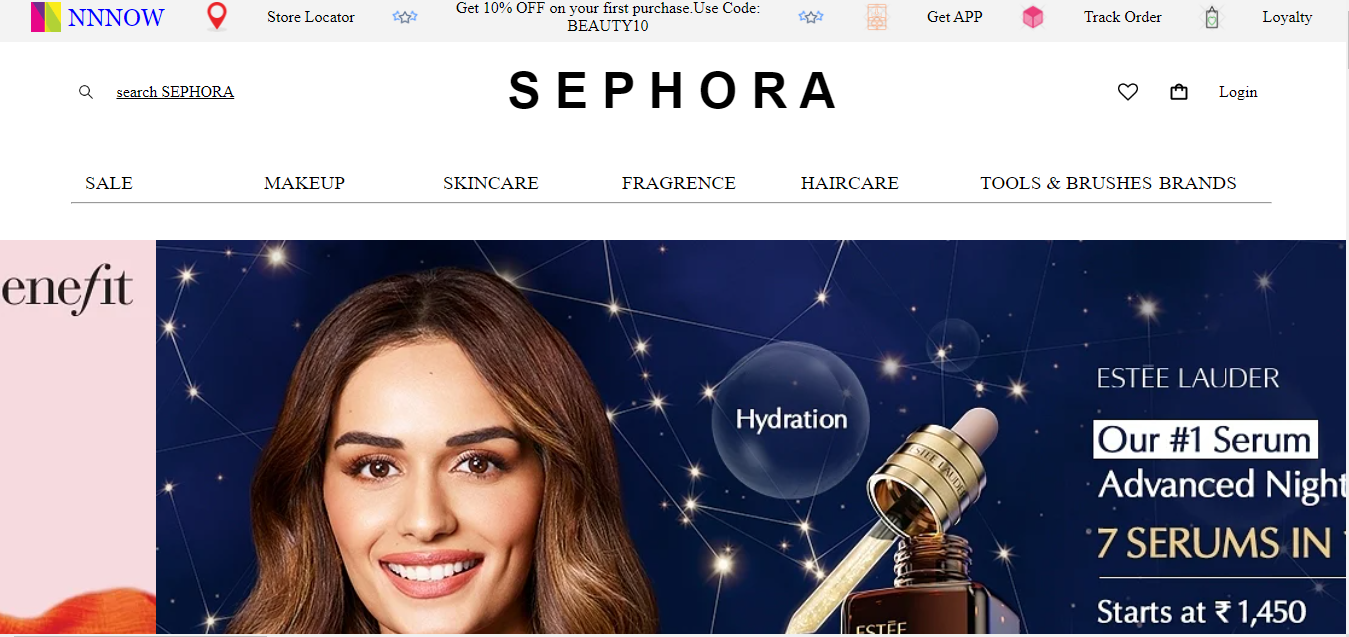 NNNOW
Store Locator
Get 10% OFF on your first purchase.Use Code:
BEAUTY10
Get APP
Track Order
Loyalty
search SEPHORA
SEPHORA
Login
SALE
MAKEUP
SKINCARE
FRAGRENCE
HAIRCARE
TOOLS & BRUSHES
BRANDS
enefit
Hydration
ESTĒE LAUDER
Our #1 Serum
Advanced Night
7 SERUMS IN
Starts at ₹ 1,450
ESTĒE LAUDER
ESTĒE